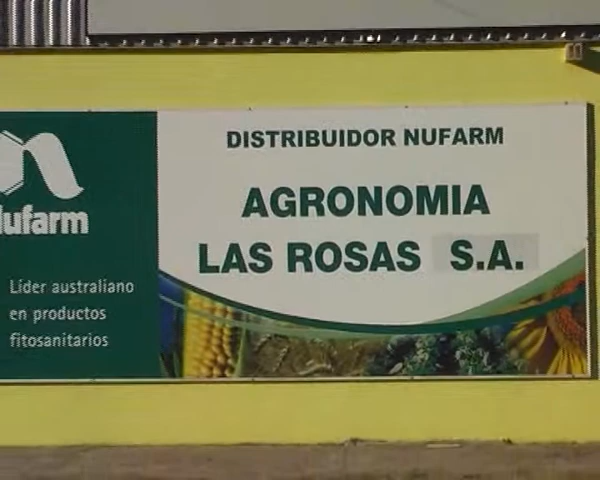 DISTRIBUIDOR NUFARM
AGRONOMIA
LAS ROSAS S.A.
Nufarm
Líder australiano
en productos
fitosanitarios